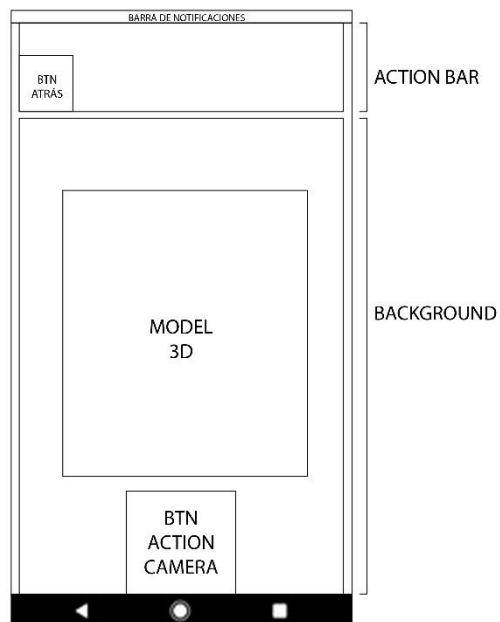 BARRA DE NOTIFICACIONES
BTN
ATRÁS
ACTION BAR
MODEL
3D
BACKGROUND
BTN
ACTION
CAMERA